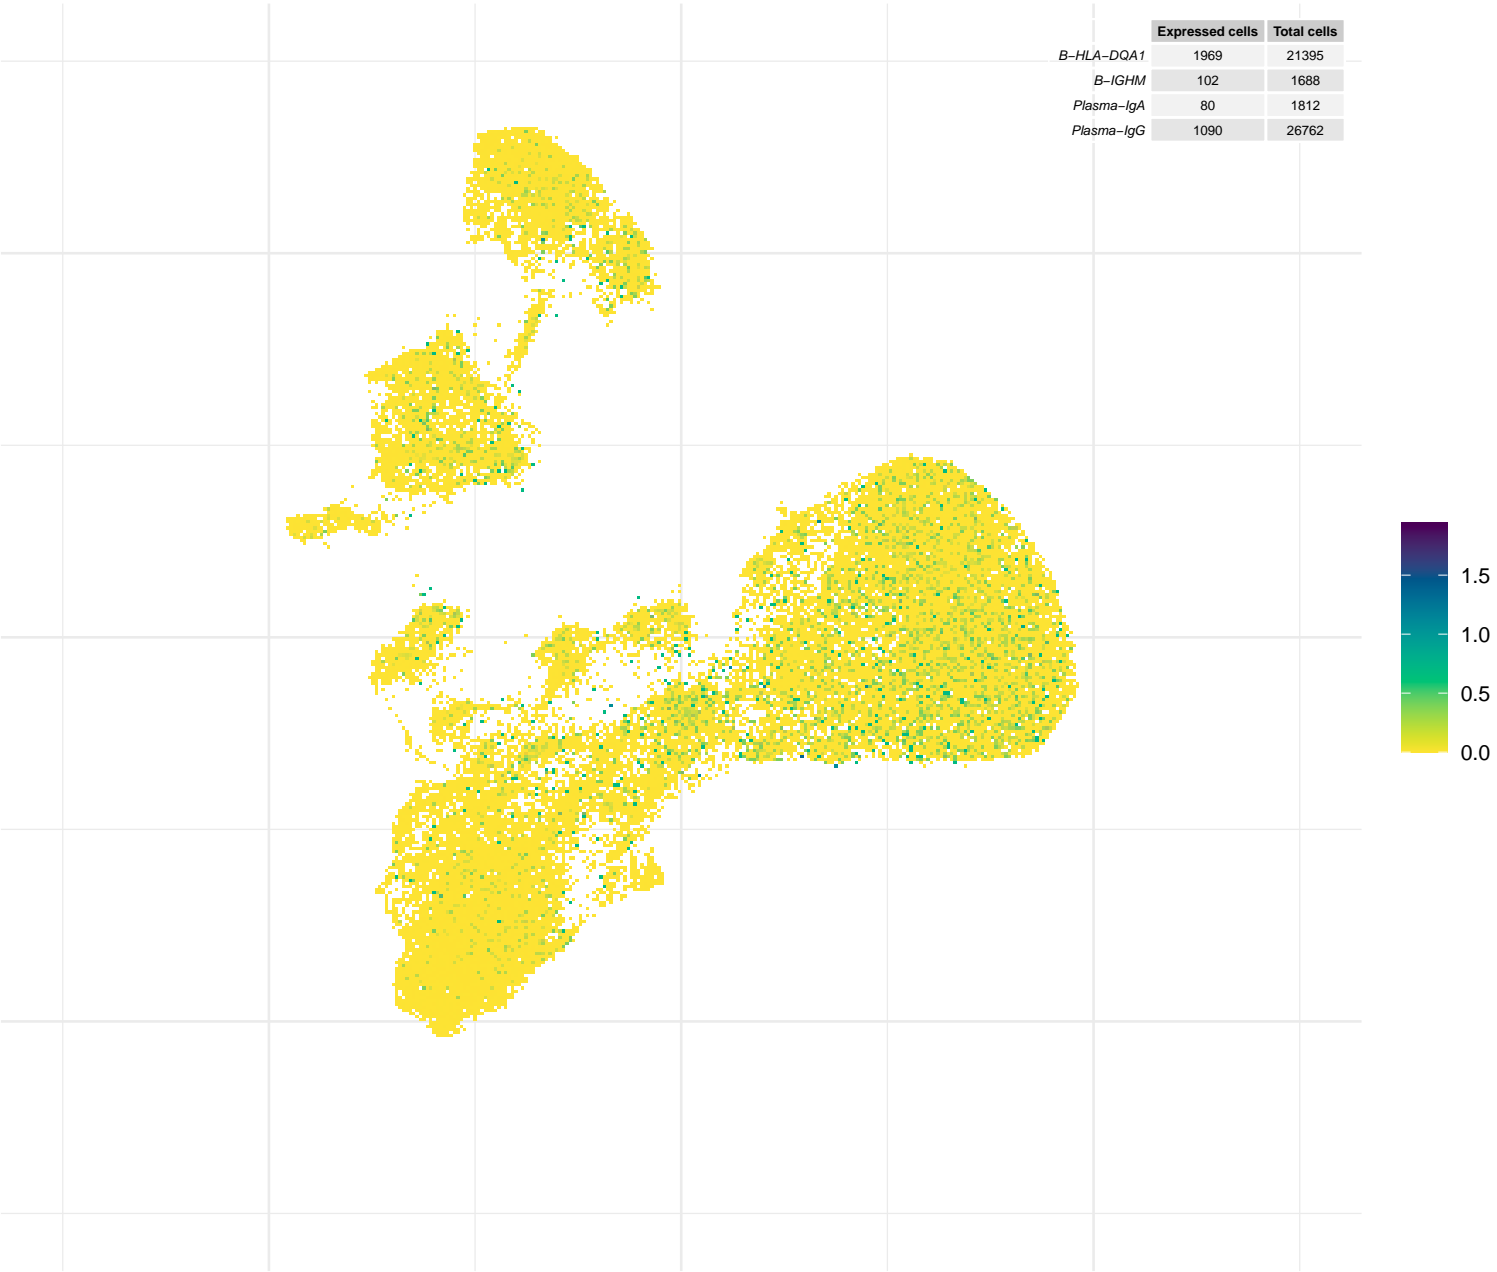 Expressed cells Total cells
B−HLA−DQA1 1969 21395
B−IGHM 102 1688
Plasma−IgA 80 1812
Plasma−IgG 1090 26762
1.5
1.0
0.5
0.0